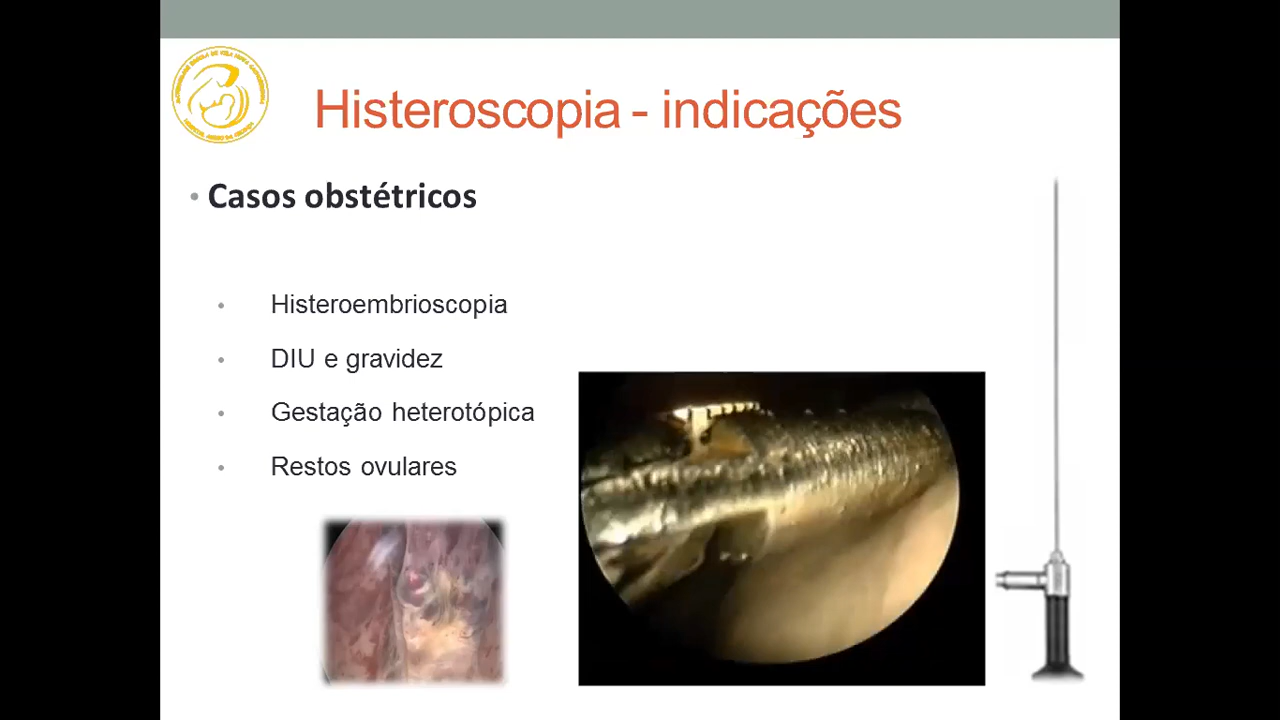 Histeroscopia - indicações
• Casos obstétricos
• Histeroembrioscopia
• DIU e gravidez
• Gestação heterotópica
• Restos ovulares